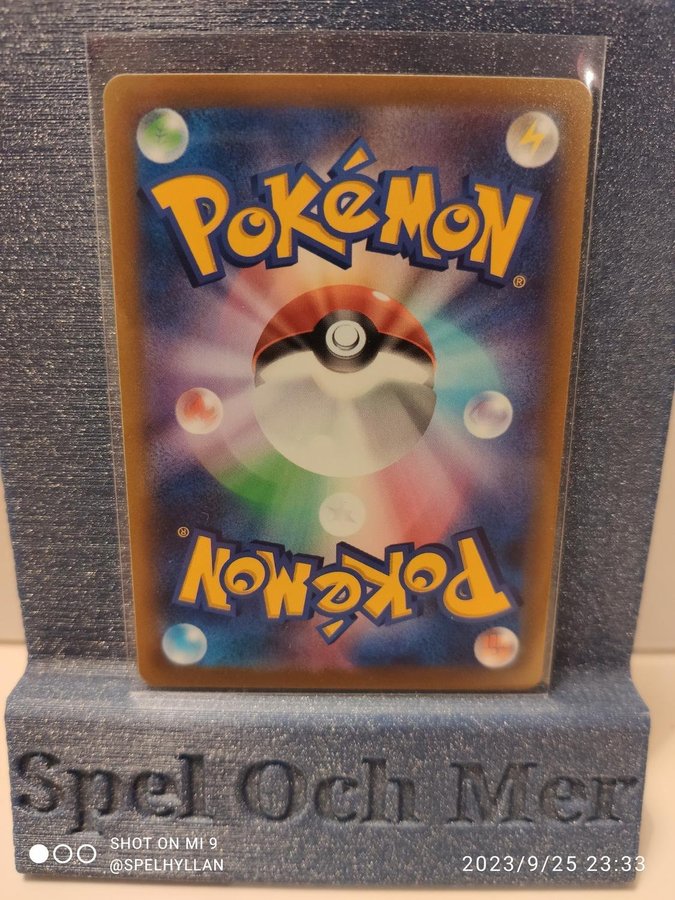 POKéMON
®
®
POKéMON
Spel Och Mer
SHOT ON MI 9
@SPELHYLLAN
2023/9/25 23:33